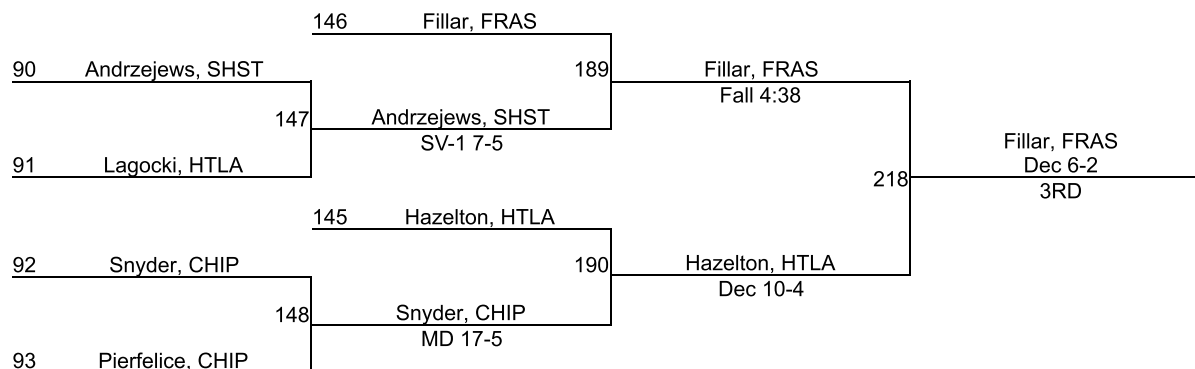 146 Fillar, FRAS
90 Andrzejews, SHST
189 Fillar, FRAS
Fall 4:38
147 Andrzejews, SHST
SV-1 7-5
91 Lagocki, HTLA
Fillar, FRAS
Dec 6-2
218 3RD
145 Hazelton, HTLA
92 Snyder, CHIP
190 Hazelton, HTLA
Dec 10-4
148 Snyder, CHIP
MD 17-5
93 Pierfelice, CHIP